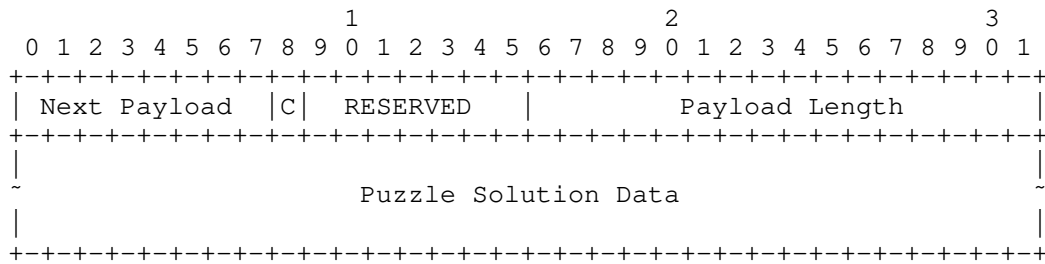 1                   2                   3
 0 1 2 3 4 5 6 7 8 9 0 1 2 3 4 5 6 7 8 9 0 1 2 3 4 5 6 7 8 9 0 1
+-+-+-+-+-+-+-+-+-+-+-+-+-+-+-+-+-+-+-+-+-+-+-+-+-+-+-+-+-+-+-+-+
| Next Payload  |C|  RESERVED   |         Payload Length        |
+-+-+-+-+-+-+-+-+-+-+-+-+-+-+-+-+-+-+-+-+-+-+-+-+-+-+-+-+-+-+-+-+
|                                                               |
~                     Puzzle Solution Data                      ~
|                                                               |
+-+-+-+-+-+-+-+-+-+-+-+-+-+-+-+-+-+-+-+-+-+-+-+-+-+-+-+-+-+-+-+-+